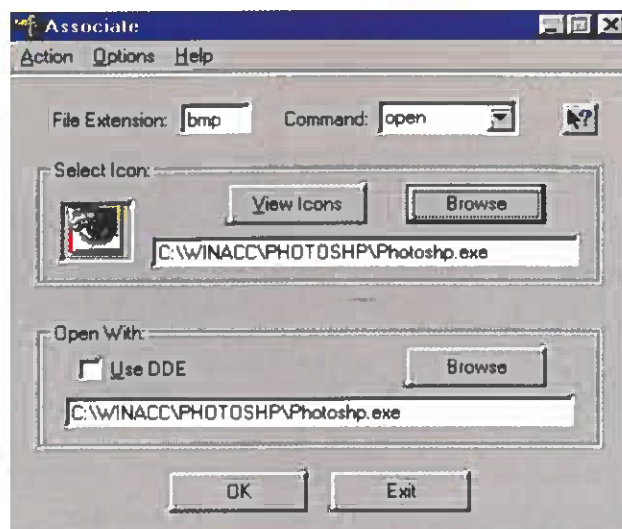 Associate
Action Options Help
File Extension: bmp Command: open
Select Icon:
View Icons Browse
C:\WINACC\PHOTOSHP\Photoshp.exe
Open With:
Use DDE Browse
C:\WINACC\PHOTOSHP\Photoshp.exe
OK Exit